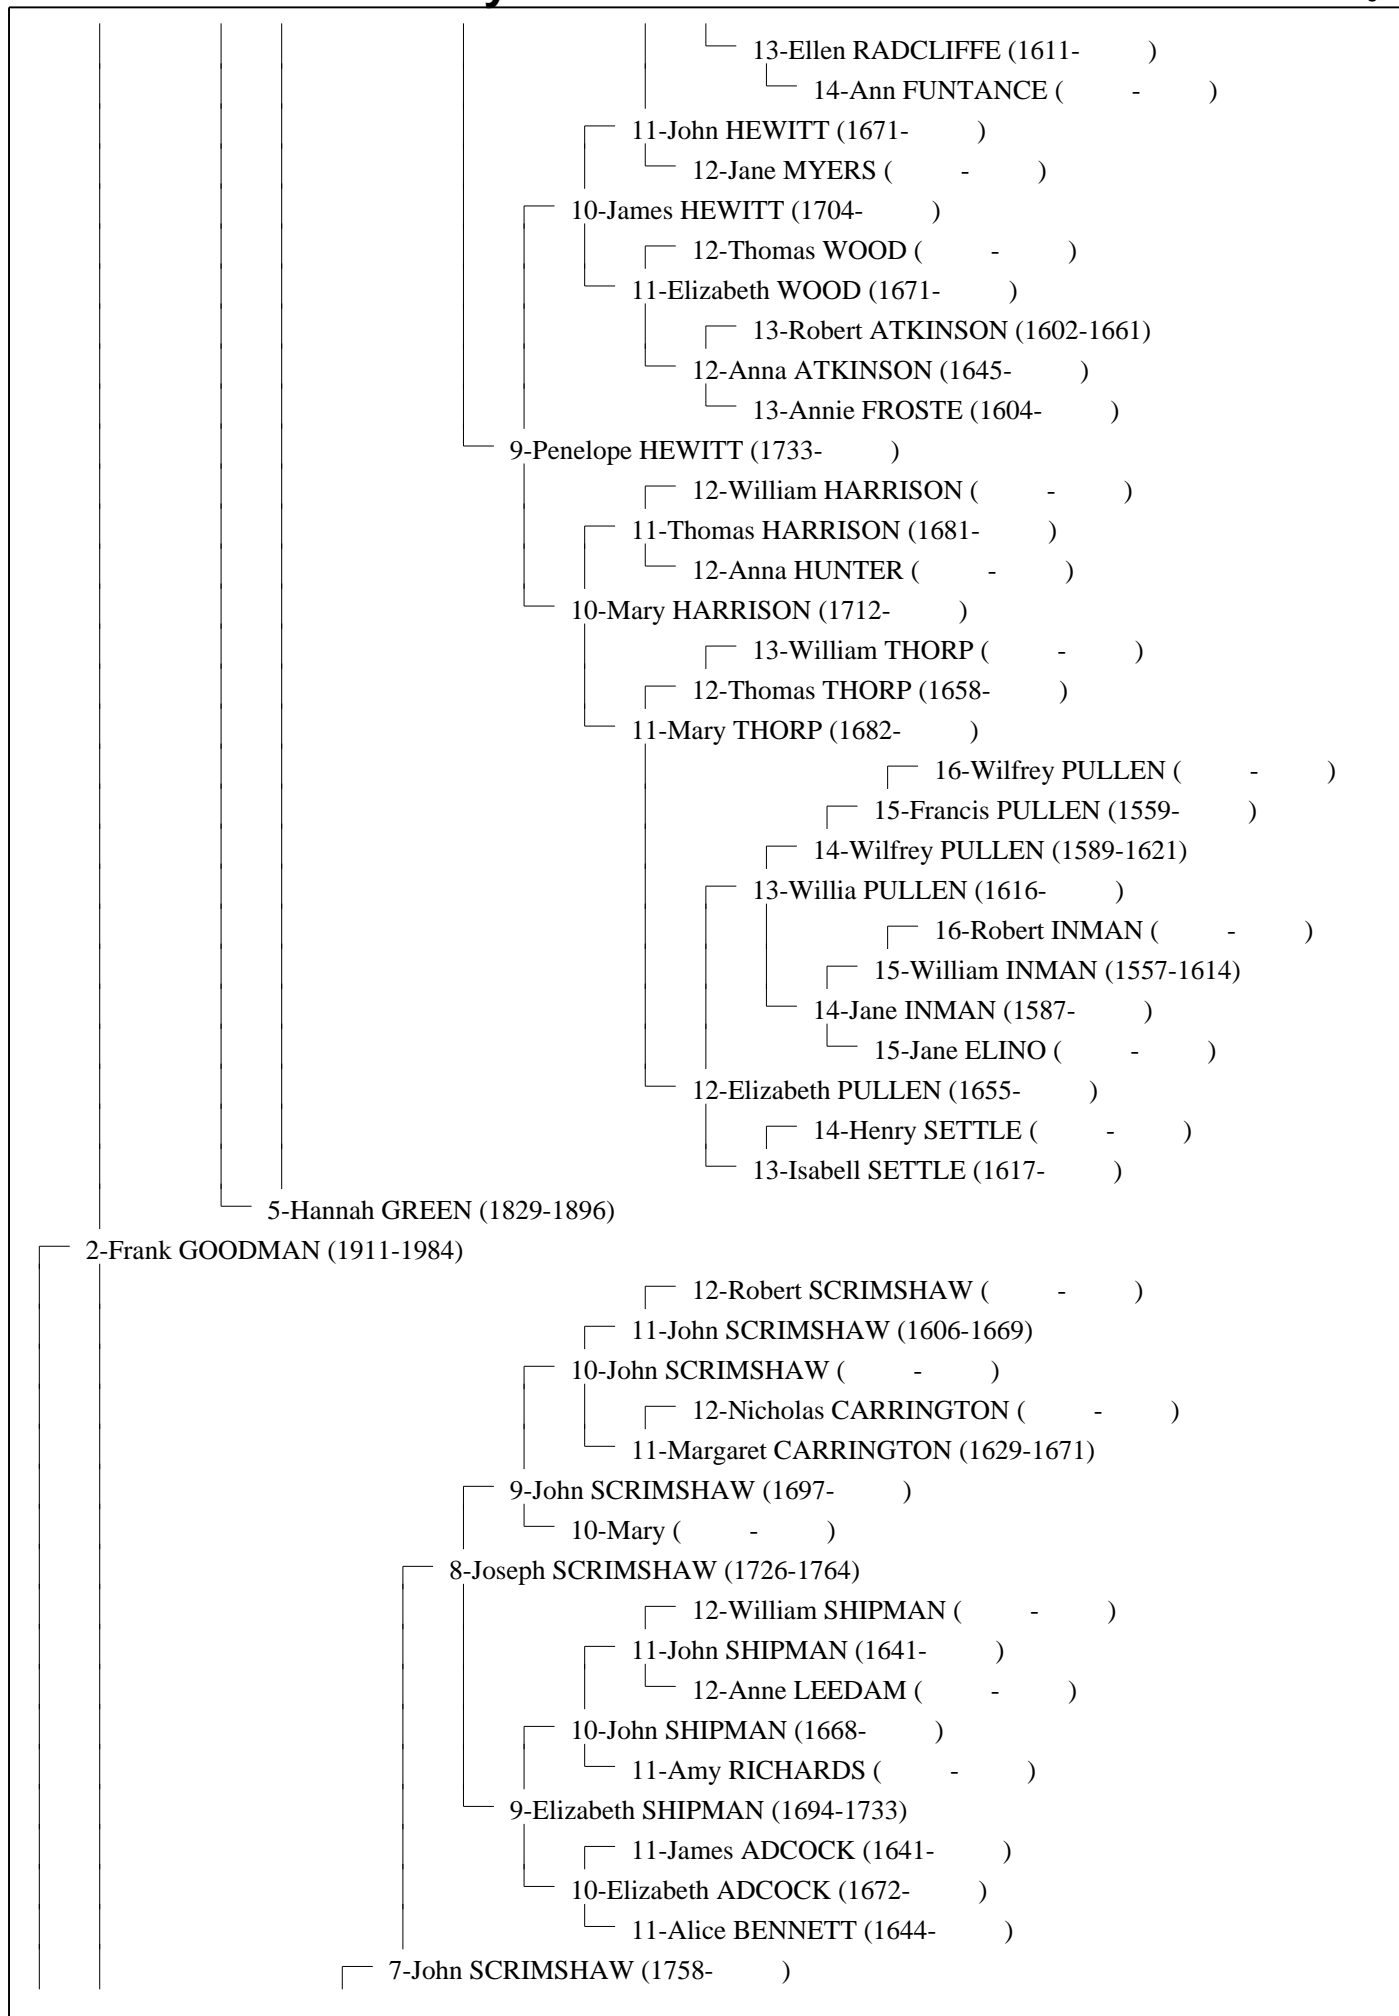 13-Ellen RADCLIFFE (1611- )
14-Ann FUNTANCE ( - )
11-John HEWITT (1671- )
12-Jane MYERS ( - )
10-James HEWITT (1704- )
12-Thomas WOOD ( - )
11-Elizabeth WOOD (1671- )
13-Robert ATKINSON (1602-1661)
12-Anna ATKINSON (1645- )
13-Annie FROSTE (1604- )
9-Penelope HEWITT (1733- )
12-William HARRISON ( - )
11-Thomas HARRISON (1681- )
12-Anna HUNTER ( - )
10-Mary HARRISON (1712- )
13-William THORP ( - )
12-Thomas THORP (1658- )
11-Mary THORP (1682- )
16-Wilfrey PULLEN ( - )
15-Francis PULLEN (1559- )
14-Wilfrey PULLEN (1589-1621)
13-Willia PULLEN (1616- )
16-Robert INMAN ( - )
15-William INMAN (1557-1614)
14-Jane INMAN (1587- )
15-Jane ELINO ( - )
12-Elizabeth PULLEN (1655- )
14-Henry SETTLE ( - )
13-Isabell SETTLE (1617- )
5-Hannah GREEN (1829-1896)
2-Frank GOODMAN (1911-1984)
12-Robert SCRIMSHAW ( - )
11-John SCRIMSHAW (1606-1669)
10-John SCRIMSHAW ( - )
12-Nicholas CARRINGTON ( - )
11-Margaret CARRINGTON (1629-1671)
9-John SCRIMSHAW (1697- )
10-Mary ( - )
8-Joseph SCRIMSHAW (1726-1764)
12-William SHIPMAN ( - )
11-John SHIPMAN (1641- )
12-Anne LEEDAM ( - )
10-John SHIPMAN (1668- )
11-Amy RICHARDS ( - )
9-Elizabeth SHIPMAN (1694-1733)
11-James ADCOCK (1641- )
10-Elizabeth ADCOCK (1672- )
11-Alice BENNETT (1644- )
7-John SCRIMSHAW (1758- )